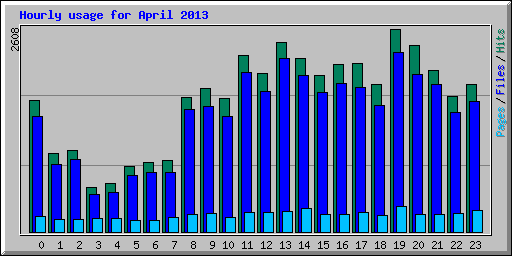 Hourly usage for April 2013
2608
Pages / Files / Hits
0 1 2 3 4 5 6 7 8 9 10 11 12 13 14 15 16 17 18 19 20 21 22 23